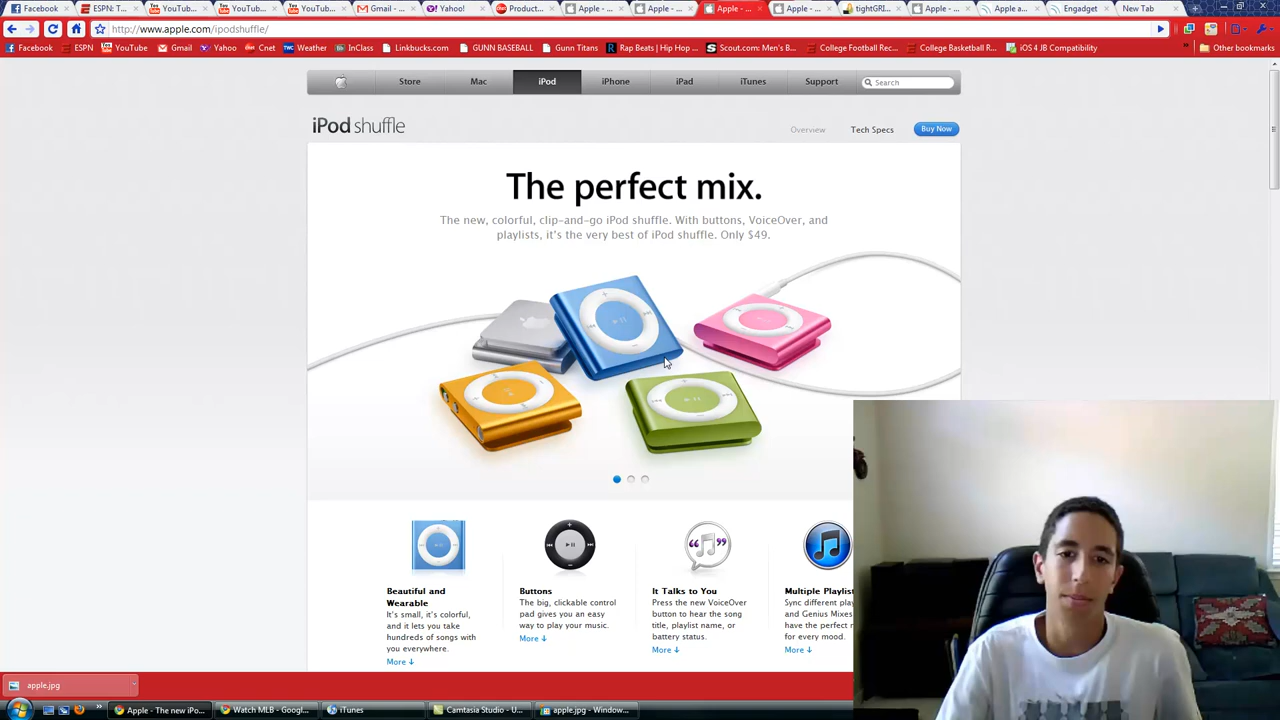 Facebook
ESPN: T...
YouTub...
YouTub...
YouTub...
Gmail - ...
Yahoo!
Product...
Apple - ...
Apple - ...
Apple - ...
Apple - ...
tightGRI...
Apple - ...
Apple a...
Engadget
New Tab
http://www.apple.com/ipodshuffle/
Facebook
ESPN
YouTube
Gmail
Yahoo
Cnet
Weather
InClass
Linkbucks.com
GUNN BASEBALL
Gunn Titans
Rap Beats | Hip Hop ...
Scout.com: Men's B...
College Football Rec...
College Basketball R...
iOS 4 JB Compatibility
Other bookmarks
Store
Mac
iPod
iPhone
iPad
iTunes
Support
Search
iPod shuffle
Overview
Tech Specs
Buy Now
The perfect mix.
The new, colorful, clip-and-go iPod shuffle. With buttons, VoiceOver, and
playlists, it's the very best of iPod shuffle. Only $49.
Beautiful and
Wearable
It's small, it's colorful,
and it lets you take
hundreds of songs with
you everywhere.
More
Buttons
The big, clickable control
pad gives you an easy
way to play your music.
More
It Talks to You
Press the new VoiceOver
button to hear the song
title, playlist name, or
battery status.
More
Multiple Playlist
Sync different play
and Genius Mixes
have the perfect m
for every mood.
More
apple.jpg
Apple - The new iPo...
Watch MLB - Googl...
iTunes
Camtasia Studio - U...
apple.jpg - Window...